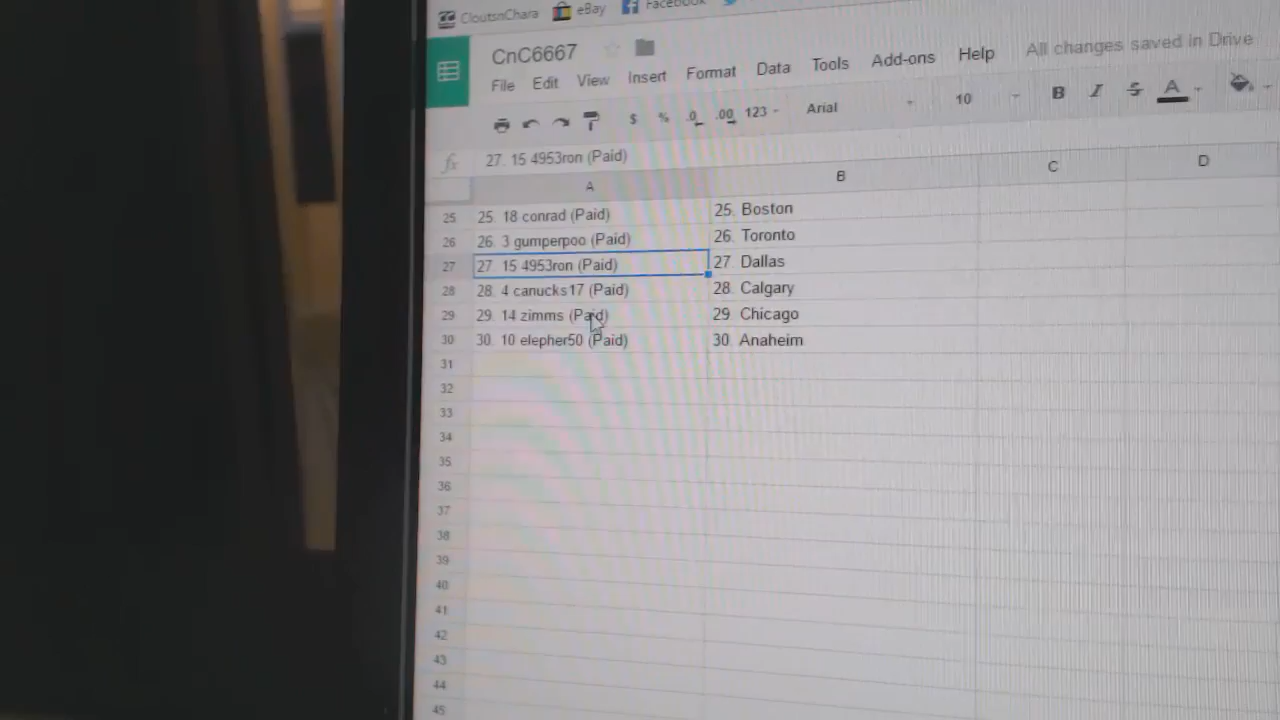 CloutsnChara eBay Facebook
CnC6667
File Edit View Insert Format Data Tools Add-ons Help All changes saved in Drive
$ % .0 .00 123 Arial 10 B I S A
fx 27. 15 4953ron (Paid)
A B C D
25 25. 18 conrad (Paid) 25. Boston
26 26. 3 gumperpoo (Paid) 26. Toronto
27 27. 15 4953ron (Paid) 27. Dallas
28 28. 4 canucks17 (Paid) 28. Calgary
29 29. 14 zimms (Paid) 29. Chicago
30 30. 10 elepher50 (Paid) 30. Anaheim
31
32
33
34
35
36
37
38
39
40
41
42
43
44
45